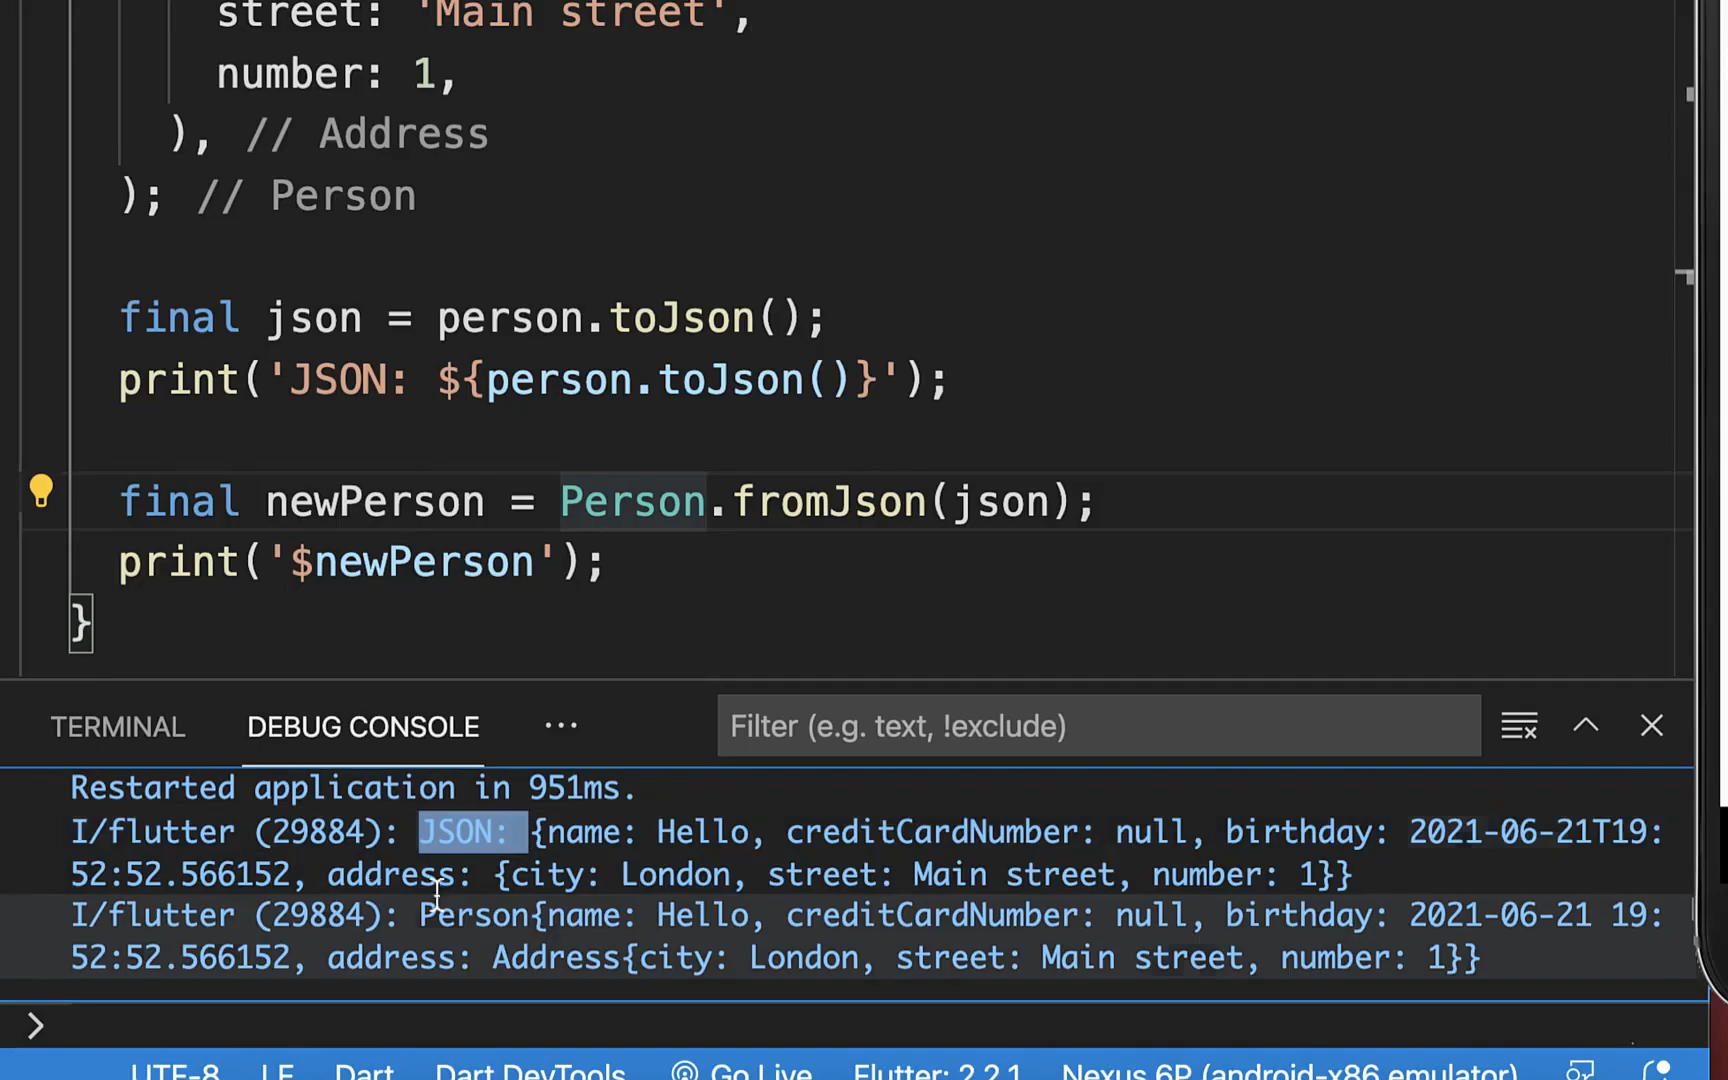 street: 'Main street',
number: 1,
), // Address
); // Person
final json = person.toJson();
print('JSON: ${person.toJson()}');
final newPerson = Person.fromJson(json);
print('$newPerson');
}
TERMINAL DEBUG CONSOLE ··· Filter (e.g. text, !exclude)
Restarted application in 951ms.
I/flutter (29884): JSON: {name: Hello, creditCardNumber: null, birthday: 2021-06-21T19:
52:52.566152, address: {city: London, street: Main street, number: 1}}
I/flutter (29884): Person{name: Hello, creditCardNumber: null, birthday: 2021-06-21 19:
52:52.566152, address: Address{city: London, street: Main street, number: 1}}
UTF-8 LF Dart Dart DevTools Go Live Flutter: 2.2.1 Nexus 6P (android-x86 emulator)